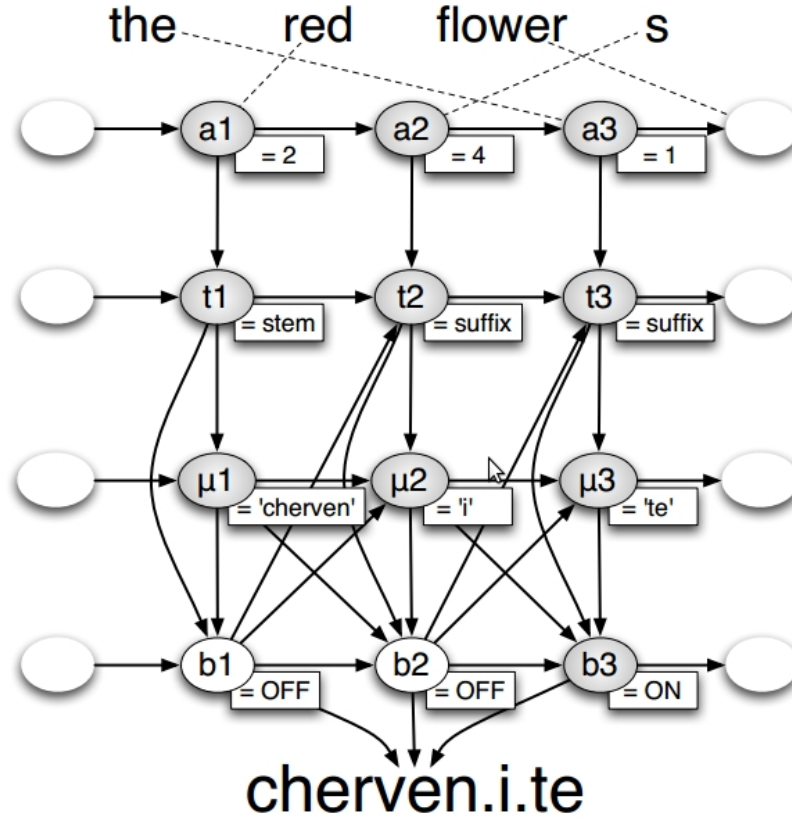 the red flower s
a1 a2 a3
= 2 = 4 = 1
t1 t2 t3
= stem = suffix = suffix
μ1 μ2 μ3
= 'cherven' = 'i' = 'te'
b1 b2 b3
= OFF = OFF = ON
cherven.i.te